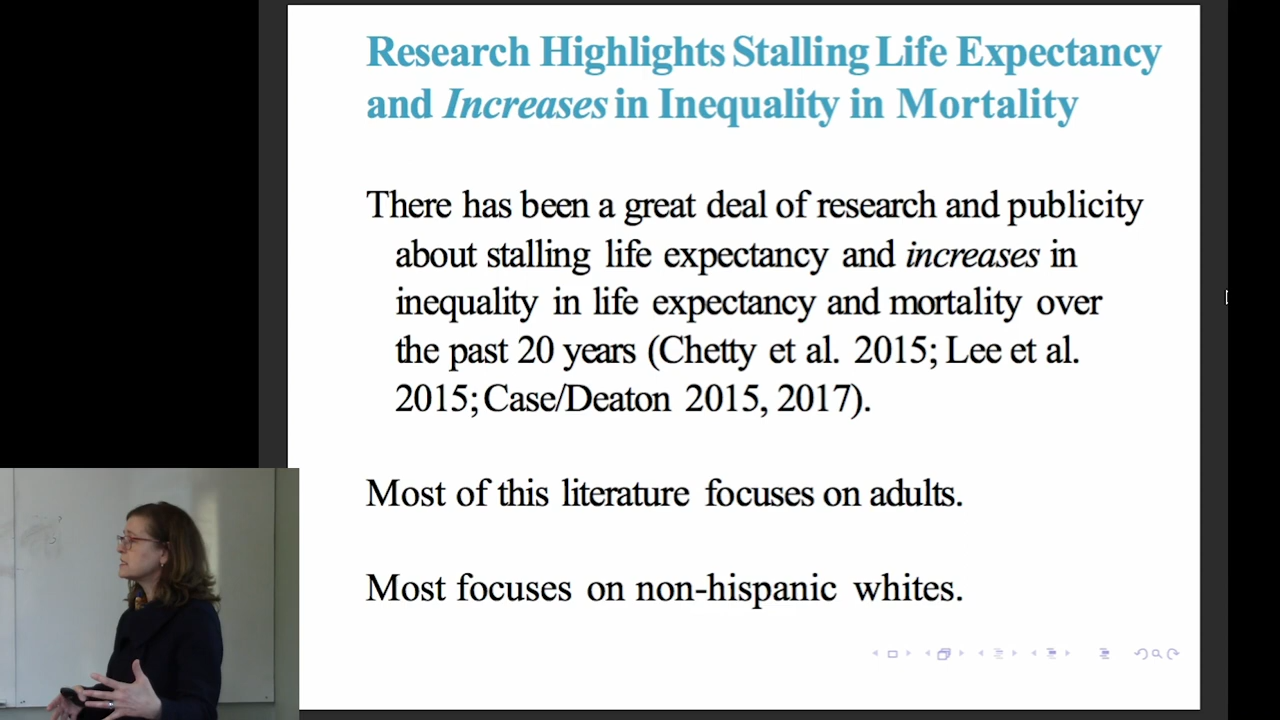 Research Highlights Stalling Life Expectancy
and Increases in Inequality in Mortality
There has been a great deal of research and publicity
about stalling life expectancy and increases in
inequality in life expectancy and mortality over
the past 20 years (Chetty et al. 2015; Lee et al.
2015; Case/Deaton 2015, 2017).
Most of this literature focuses on adults.
Most focuses on non-hispanic whites.